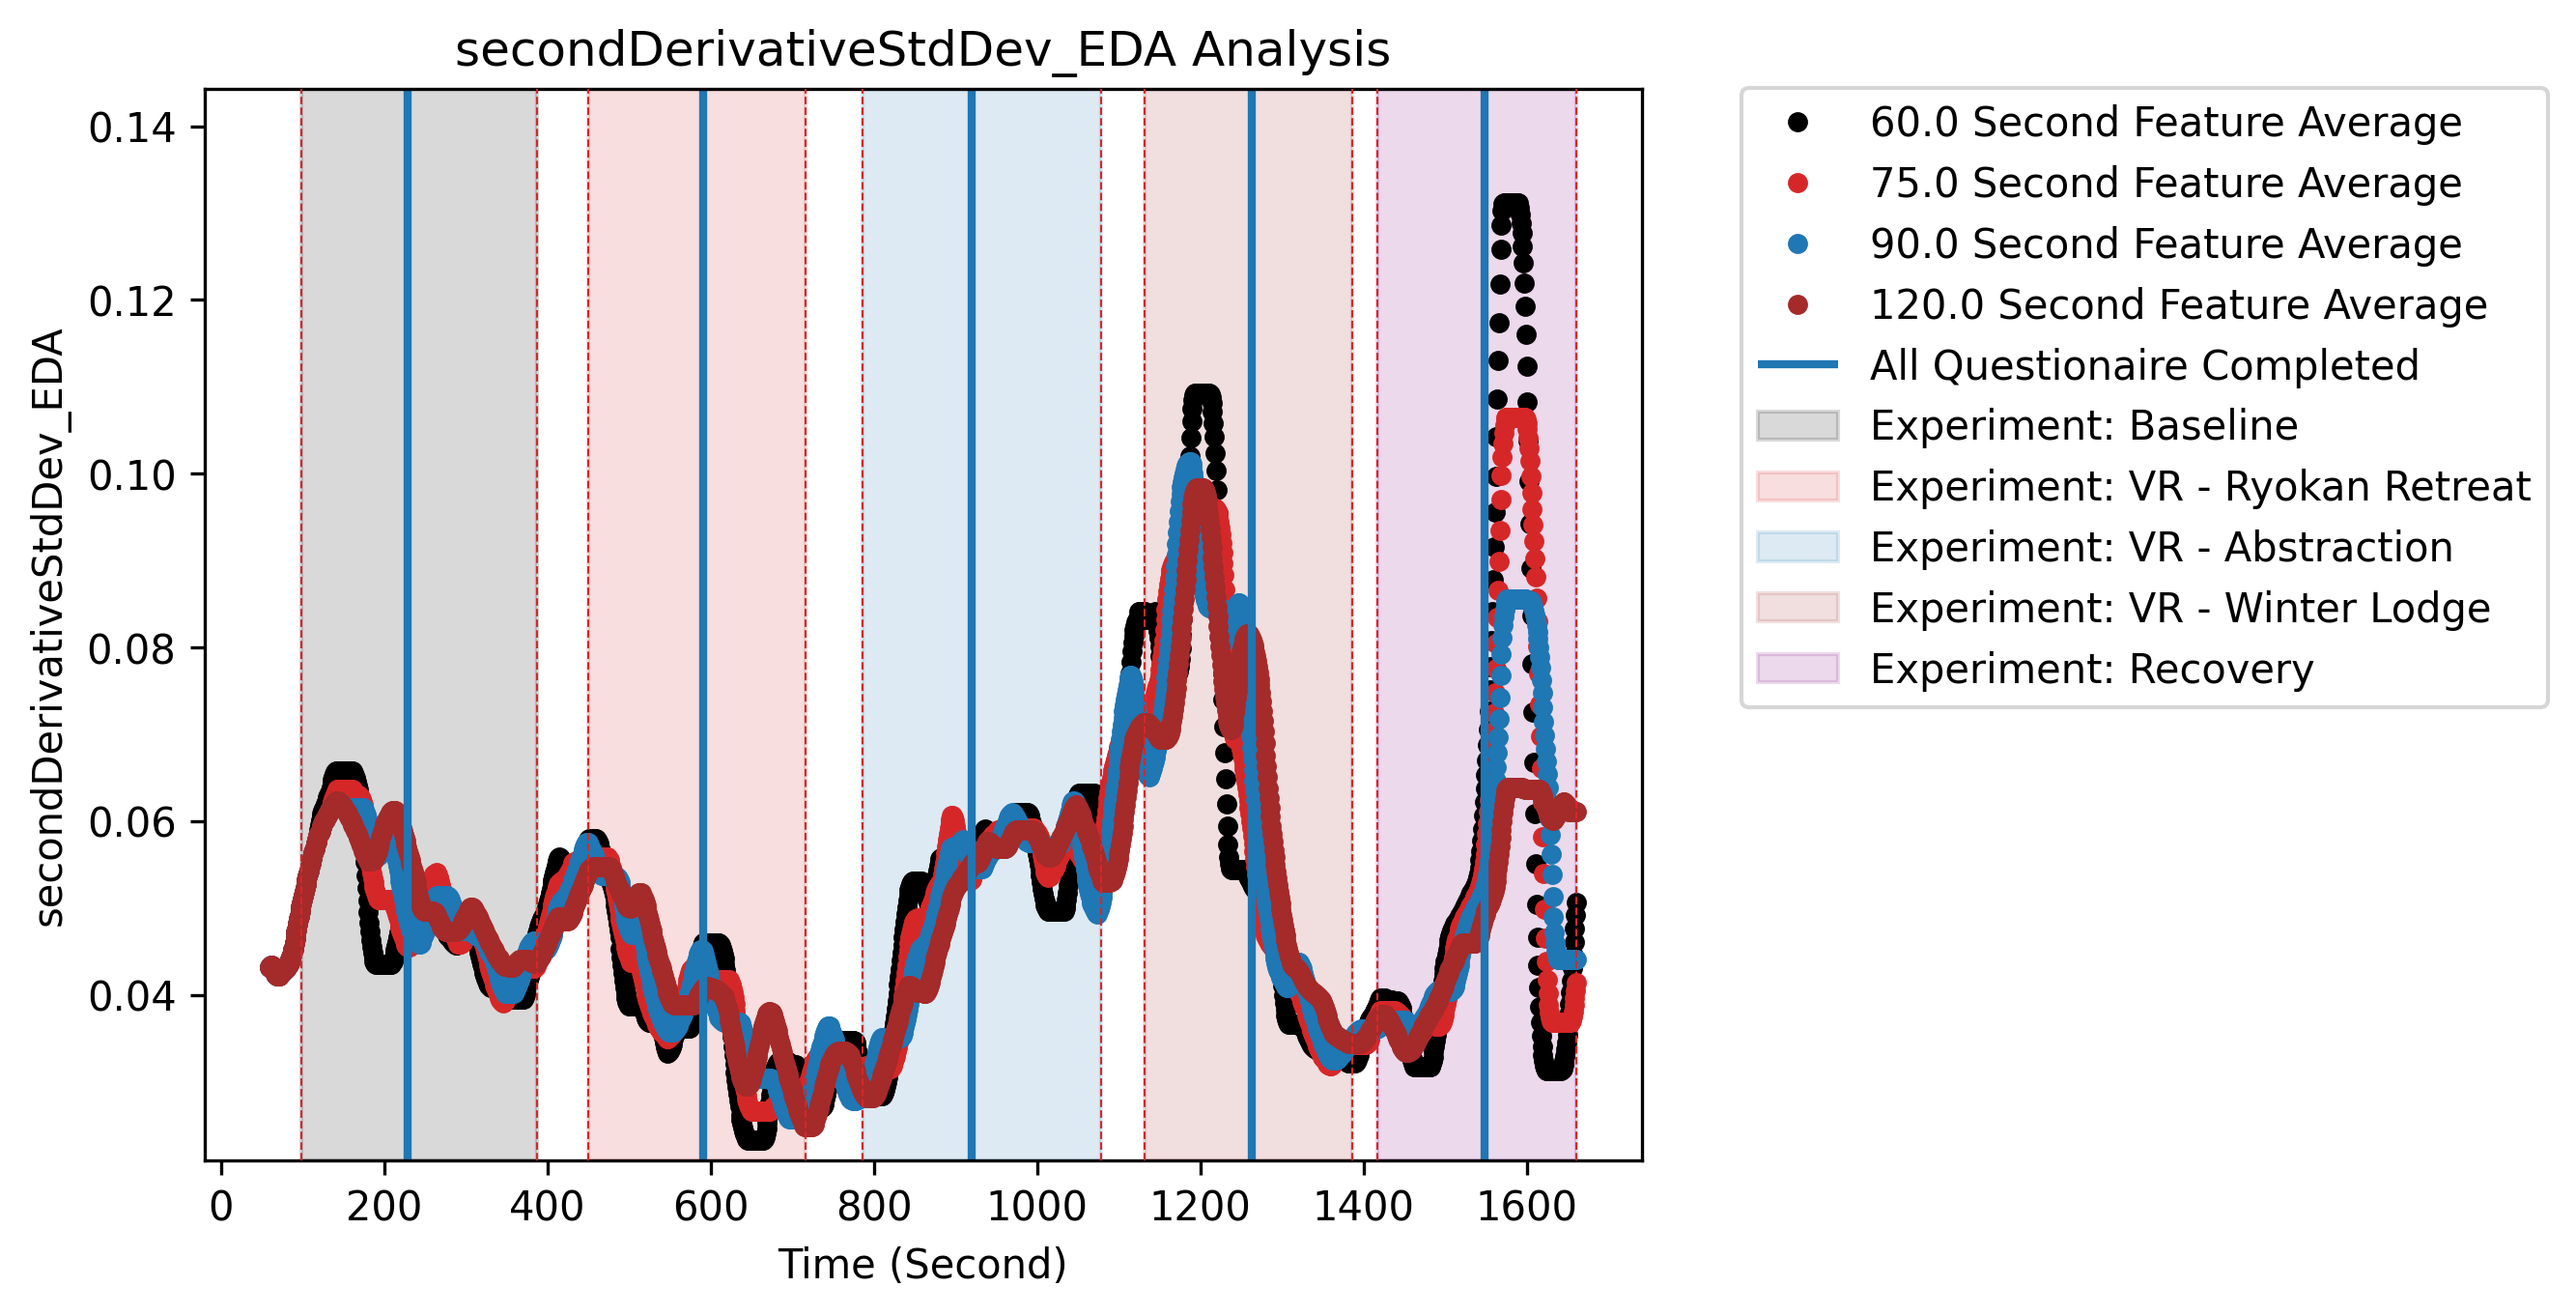 secondDerivativeStdDev_EDA Analysis
secondDerivativeStdDev_EDA
0.14
0.12
0.10
0.08
0.06
0.04
0 200 400 600 800 1000 1200 1400 1600
Time (Second)
60.0 Second Feature Average
75.0 Second Feature Average
90.0 Second Feature Average
120.0 Second Feature Average
All Questionaire Completed
Experiment: Baseline
Experiment: VR - Ryokan Retreat
Experiment: VR - Abstraction
Experiment: VR - Winter Lodge
Experiment: Recovery